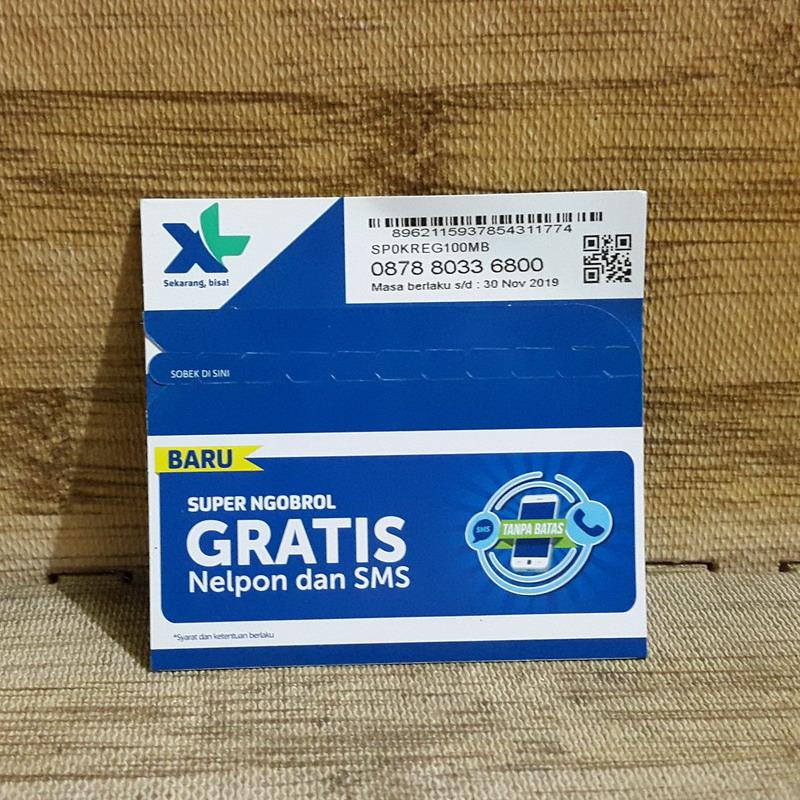 XL
Sekarang, bisa!
8962115937854311774
SP0KREG100MB
0878 8033 6800
Masa berlaku s/d : 30 Nov 2019
SOBEK DI SINI
BARU
SUPER NGOBROL
GRATIS
Nelpon dan SMS
SMS
TANPA BATAS
*Syarat dan ketentuan berlaku